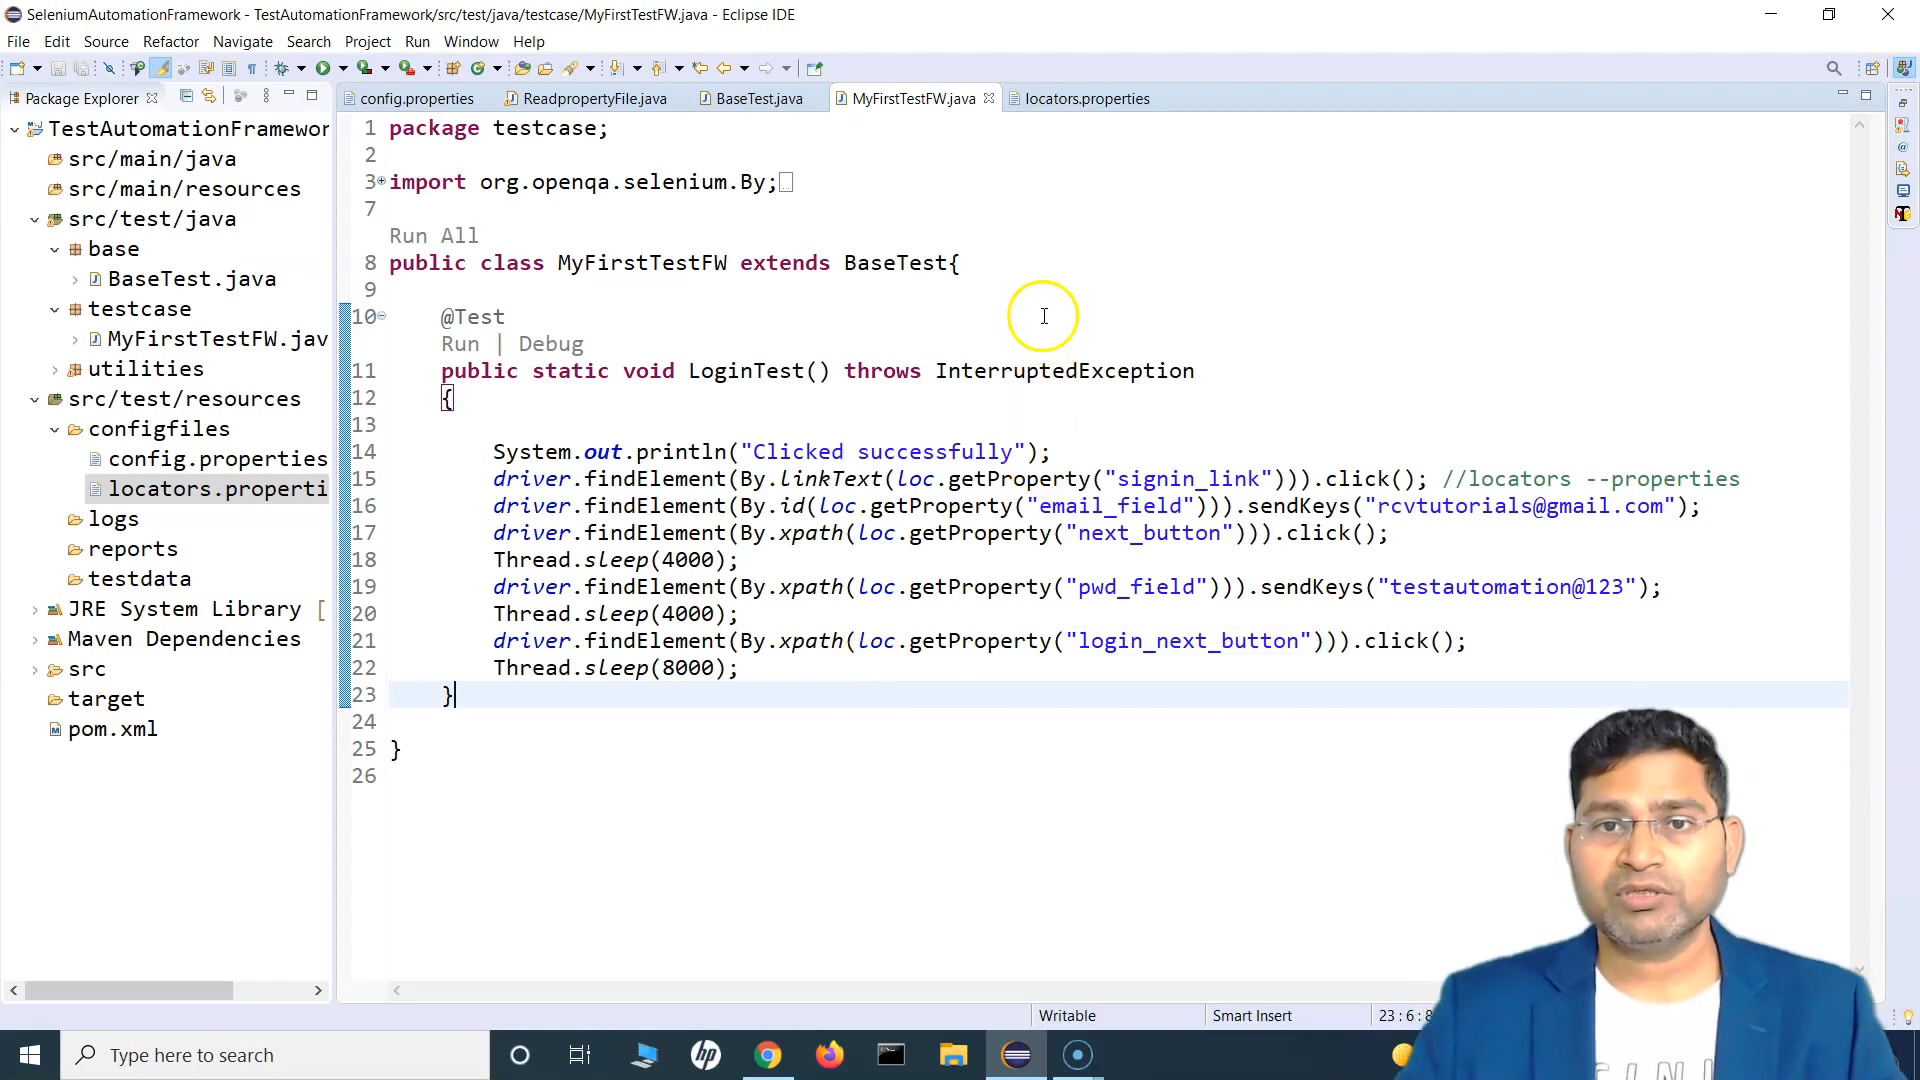 SeleniumAutomationFramework - TestAutomationFramework/src/test/java/testcase/MyFirstTestFW.java - Eclipse IDE
File Edit Source Refactor Navigate Search Project Run Window Help
Package Explorer
config.properties ReadpropertyFile.java BaseTest.java MyFirstTestFW.java locators.properties
TestAutomationFramewor
src/main/java
src/main/resources
src/test/java
base
BaseTest.java
testcase
MyFirstTestFW.jav
utilities
src/test/resources
configfiles
config.properties
locators.properti
logs
reports
testdata
JRE System Library [
Maven Dependencies
src
target
pom.xml
1 package testcase;
2
3 import org.openqa.selenium.By;
7
Run All
8 public class MyFirstTestFW extends BaseTest{
9
10 @Test
Run | Debug
11 public static void LoginTest() throws InterruptedException
12 {
13
14 System.out.println("Clicked successfully");
15 driver.findElement(By.linkText(loc.getProperty("signin_link"))).click(); //locators --properties
16 driver.findElement(By.id(loc.getProperty("email_field"))).sendKeys("rcvtutorials@gmail.com");
17 driver.findElement(By.xpath(loc.getProperty("next_button"))).click();
18 Thread.sleep(4000);
19 driver.findElement(By.xpath(loc.getProperty("pwd_field"))).sendKeys("testautomation@123");
20 Thread.sleep(4000);
21 driver.findElement(By.xpath(loc.getProperty("login_next_button"))).click();
22 Thread.sleep(8000);
23 }
24
25 }
26
Writable Smart Insert 23 : 6 : 8
Type here to search
hp